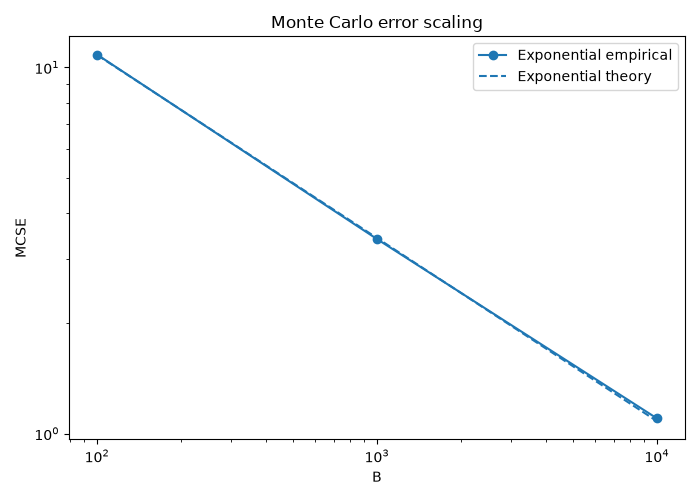 Monte Carlo error scaling
Exponential empirical
Exponential theory
MCSE
10¹
10⁰
10² 10³ 10⁴
B